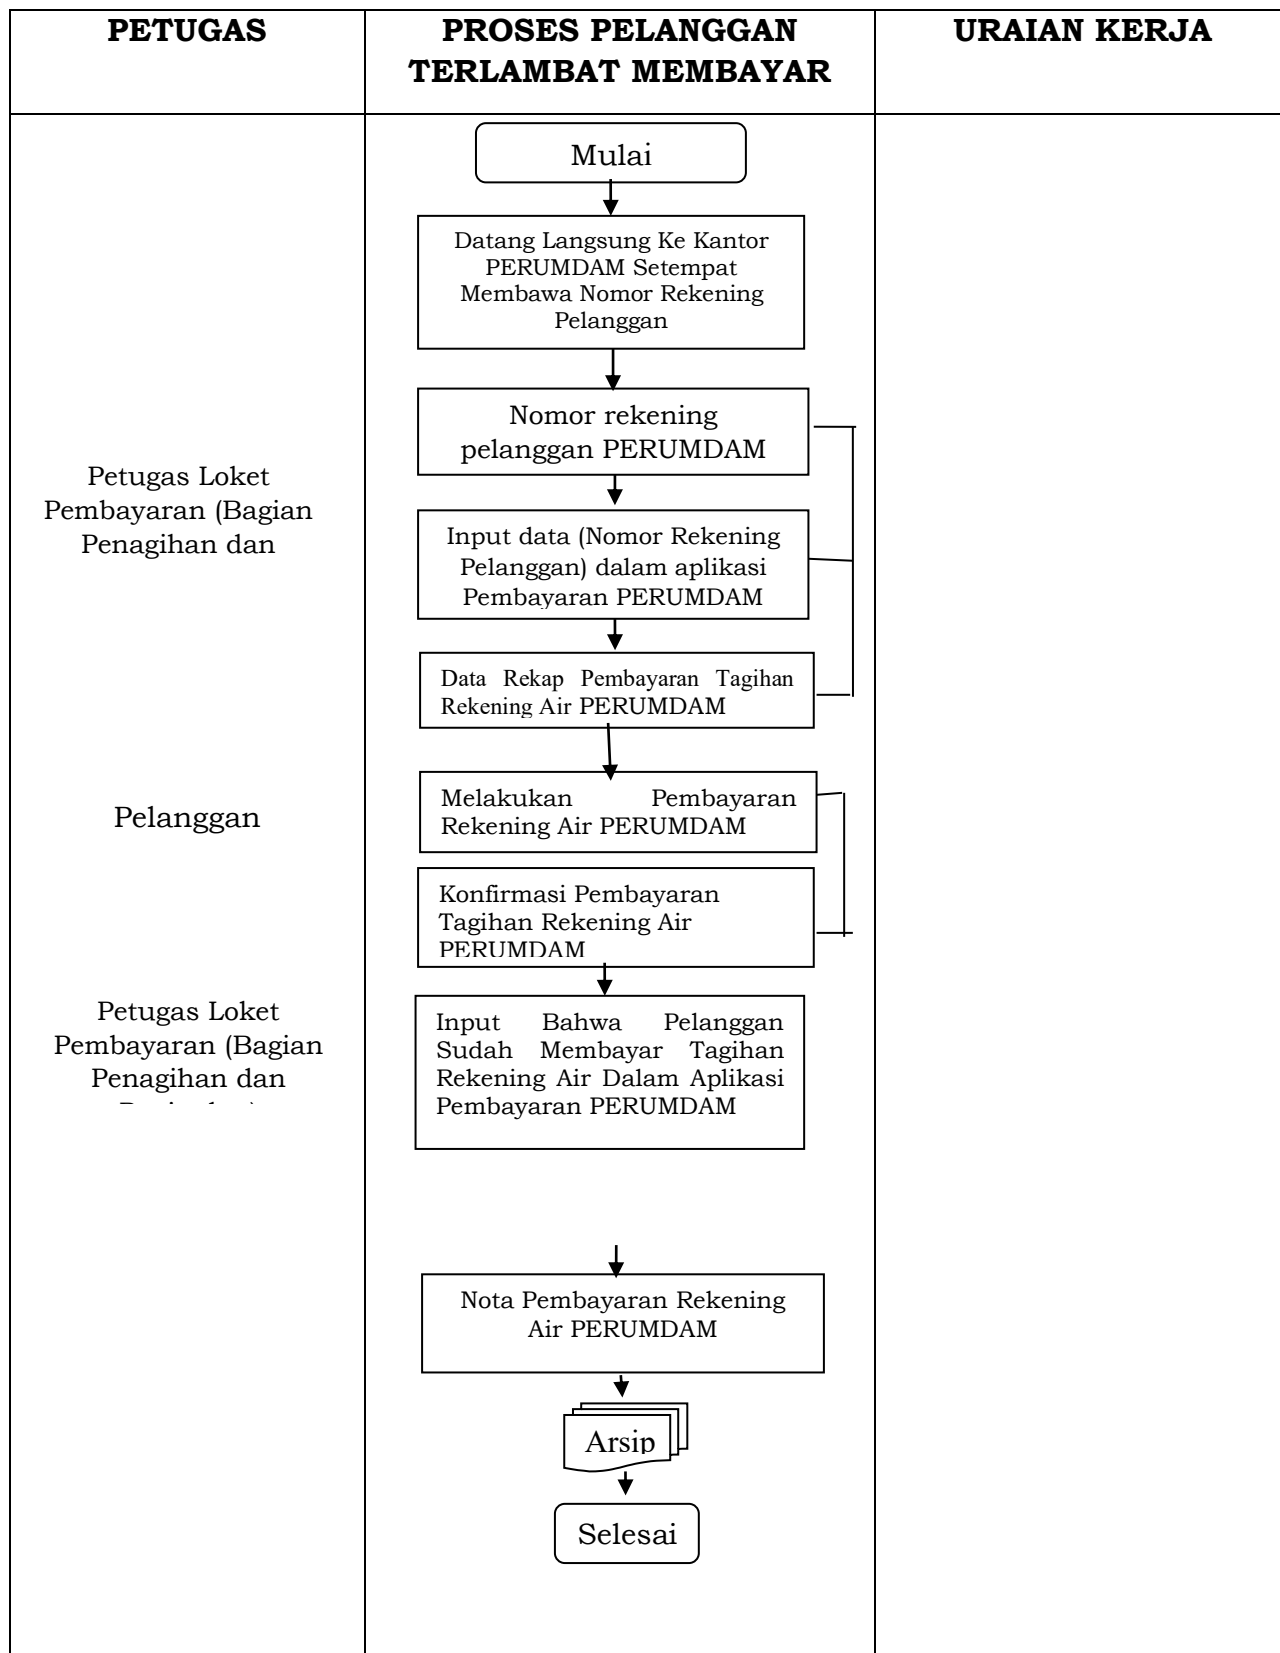 PETUGAS
PROSES PELANGGAN
TERLAMBAT MEMBAYAR
URAIAN KERJA
Mulai
Datang Langsung Ke Kantor
PERUMDAM Setempat
Membawa Nomor Rekening
Pelanggan
Nomor rekening
pelanggan PERUMDAM
Petugas Loket
Pembayaran (Bagian
Penagihan dan
Input data (Nomor Rekening
Pelanggan) dalam aplikasi
Pembayaran PERUMDAM
Data Rekap Pembayaran Tagihan
Rekening Air PERUMDAM
Pelanggan
Melakukan Pembayaran
Rekening Air PERUMDAM
Konfirmasi Pembayaran
Tagihan Rekening Air
PERUMDAM
Petugas Loket
Pembayaran (Bagian
Penagihan dan
Input Bahwa Pelanggan
Sudah Membayar Tagihan
Rekening Air Dalam Aplikasi
Pembayaran PERUMDAM
Nota Pembayaran Rekening
Air PERUMDAM
Arsip
Selesai